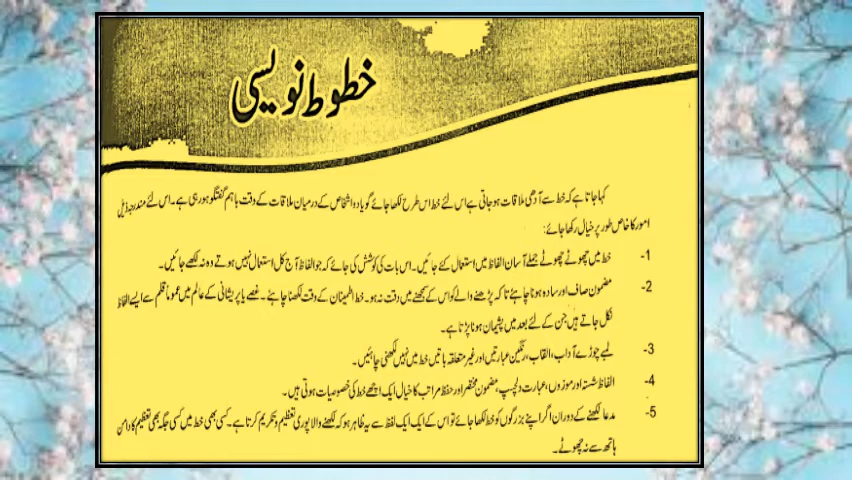 خطوط نویسی
کہا جاتا ہے کہ خط سے آدھی ملاقات ہو جاتی ہے اس لئے خط اس طرح لکھا جائے گویا دو اشخاص کے درمیان ملاقات کے وقت باہم گفتگو ہو رہی ہے۔ اس لئے مندرجہ ذیل
امور کا خاص طور پر خیال رکھا جائے:
1- خط میں چھوٹے چھوٹے جملے آسان الفاظ میں استعمال کئے جائیں۔ اس بات کی کوشش کی جائے کہ جو الفاظ آج کل استعمال نہیں ہوتے وہ نہ لکھے جائیں۔
2- مضمون صاف اور سادہ ہونا چاہئے تاکہ پڑھنے والے کو اس کے سمجھنے میں دقت نہ ہو۔ خط اطمینان کے وقت لکھنا چاہئے۔ غصے یا پریشانی کے عالم میں عموماً قلم سے ایسے الفاظ
نکل جاتے ہیں جن کے لئے بعد میں پشیمان ہونا پڑتا ہے۔
3- لمبے چوڑے آداب، القاب، رنگین عبارتیں اور غیر متعلقہ باتیں خط میں نہیں لکھنی چاہئیں۔
4- الفاظ شستہ اور موزوں، عبارت دلچسپ، مضمون مختصر اور حفظ مراتب کا خیال ایک اچھے خط کی خصوصیات ہوتی ہیں۔
5- مدعا لکھنے کے دوران اگر اپنے بزرگوں کو خط لکھا جائے تو اس کے ایک ایک لفظ سے یہ ظاہر ہو کہ لکھنے والا پوری تعظیم و تکریم کرتا ہے۔ کسی بھی خط میں کسی جگہ بھی تعظیم کا دامن
ہاتھ سے نہ چھوٹے۔